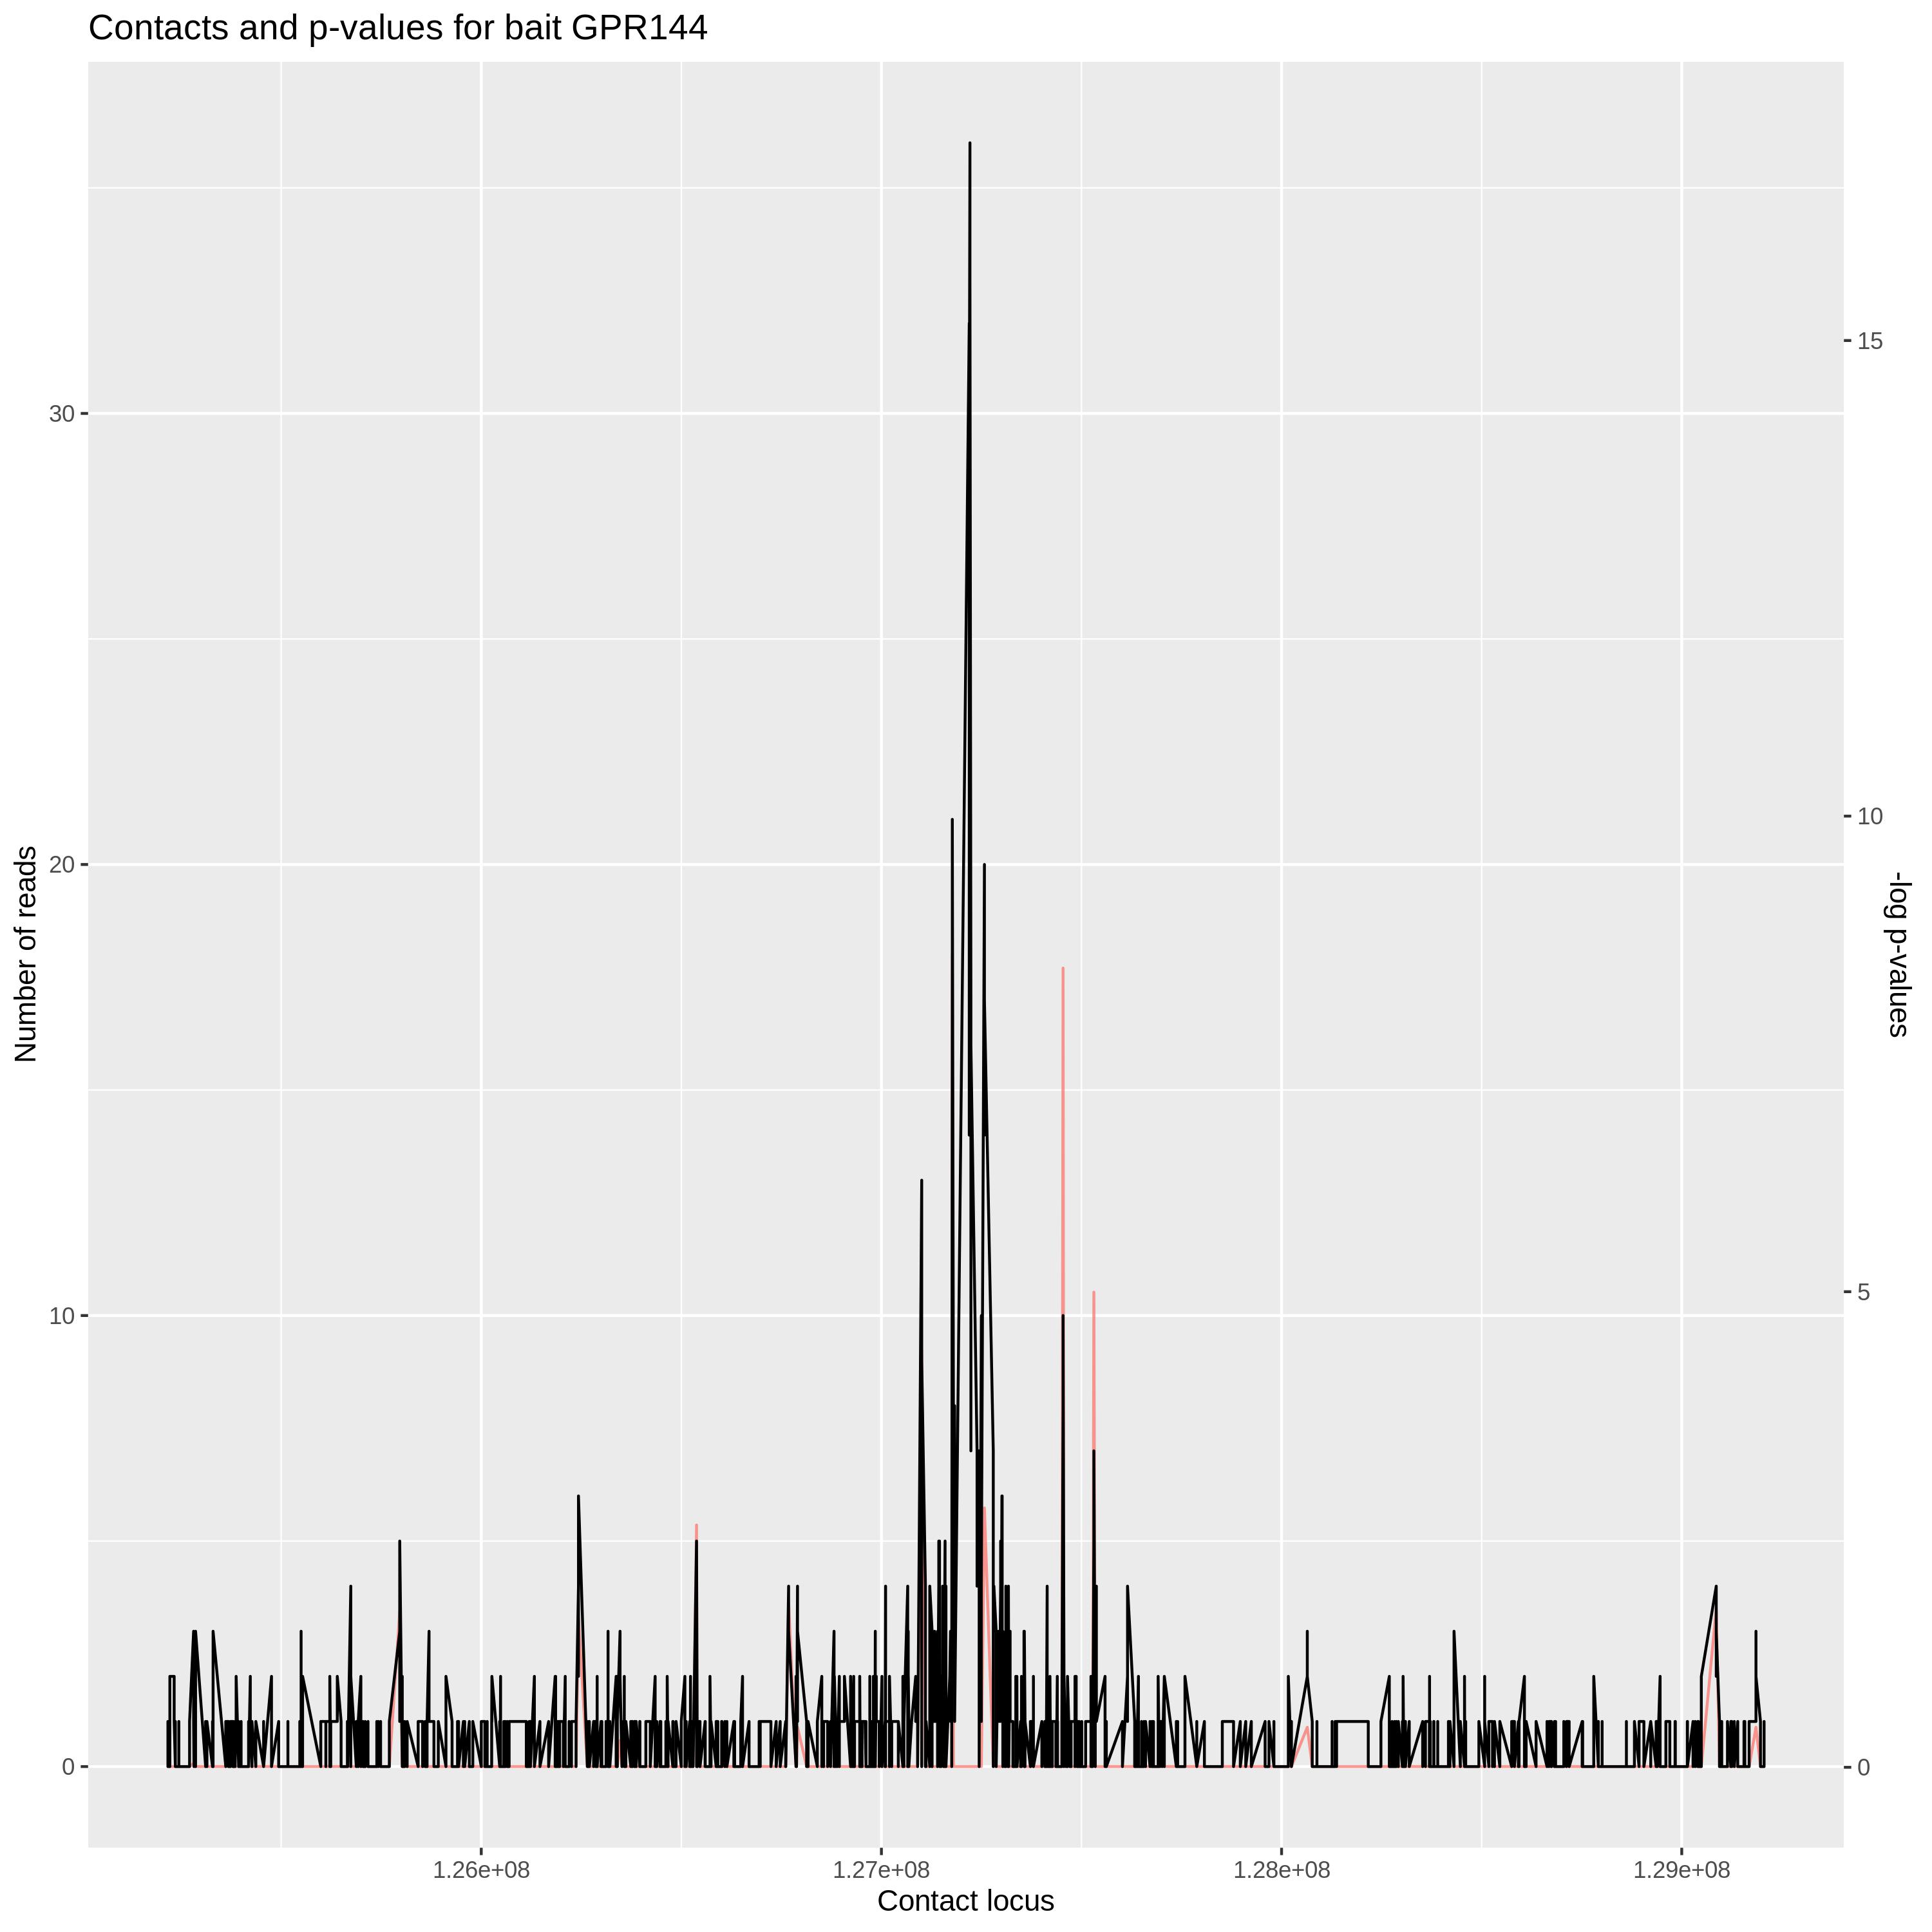 Contacts and p-values for bait GPR144
Number of reads
30
20
10
0
15
10
5
0
-log p-values
1.26e+08 1.27e+08 1.28e+08 1.29e+08
Contact locus